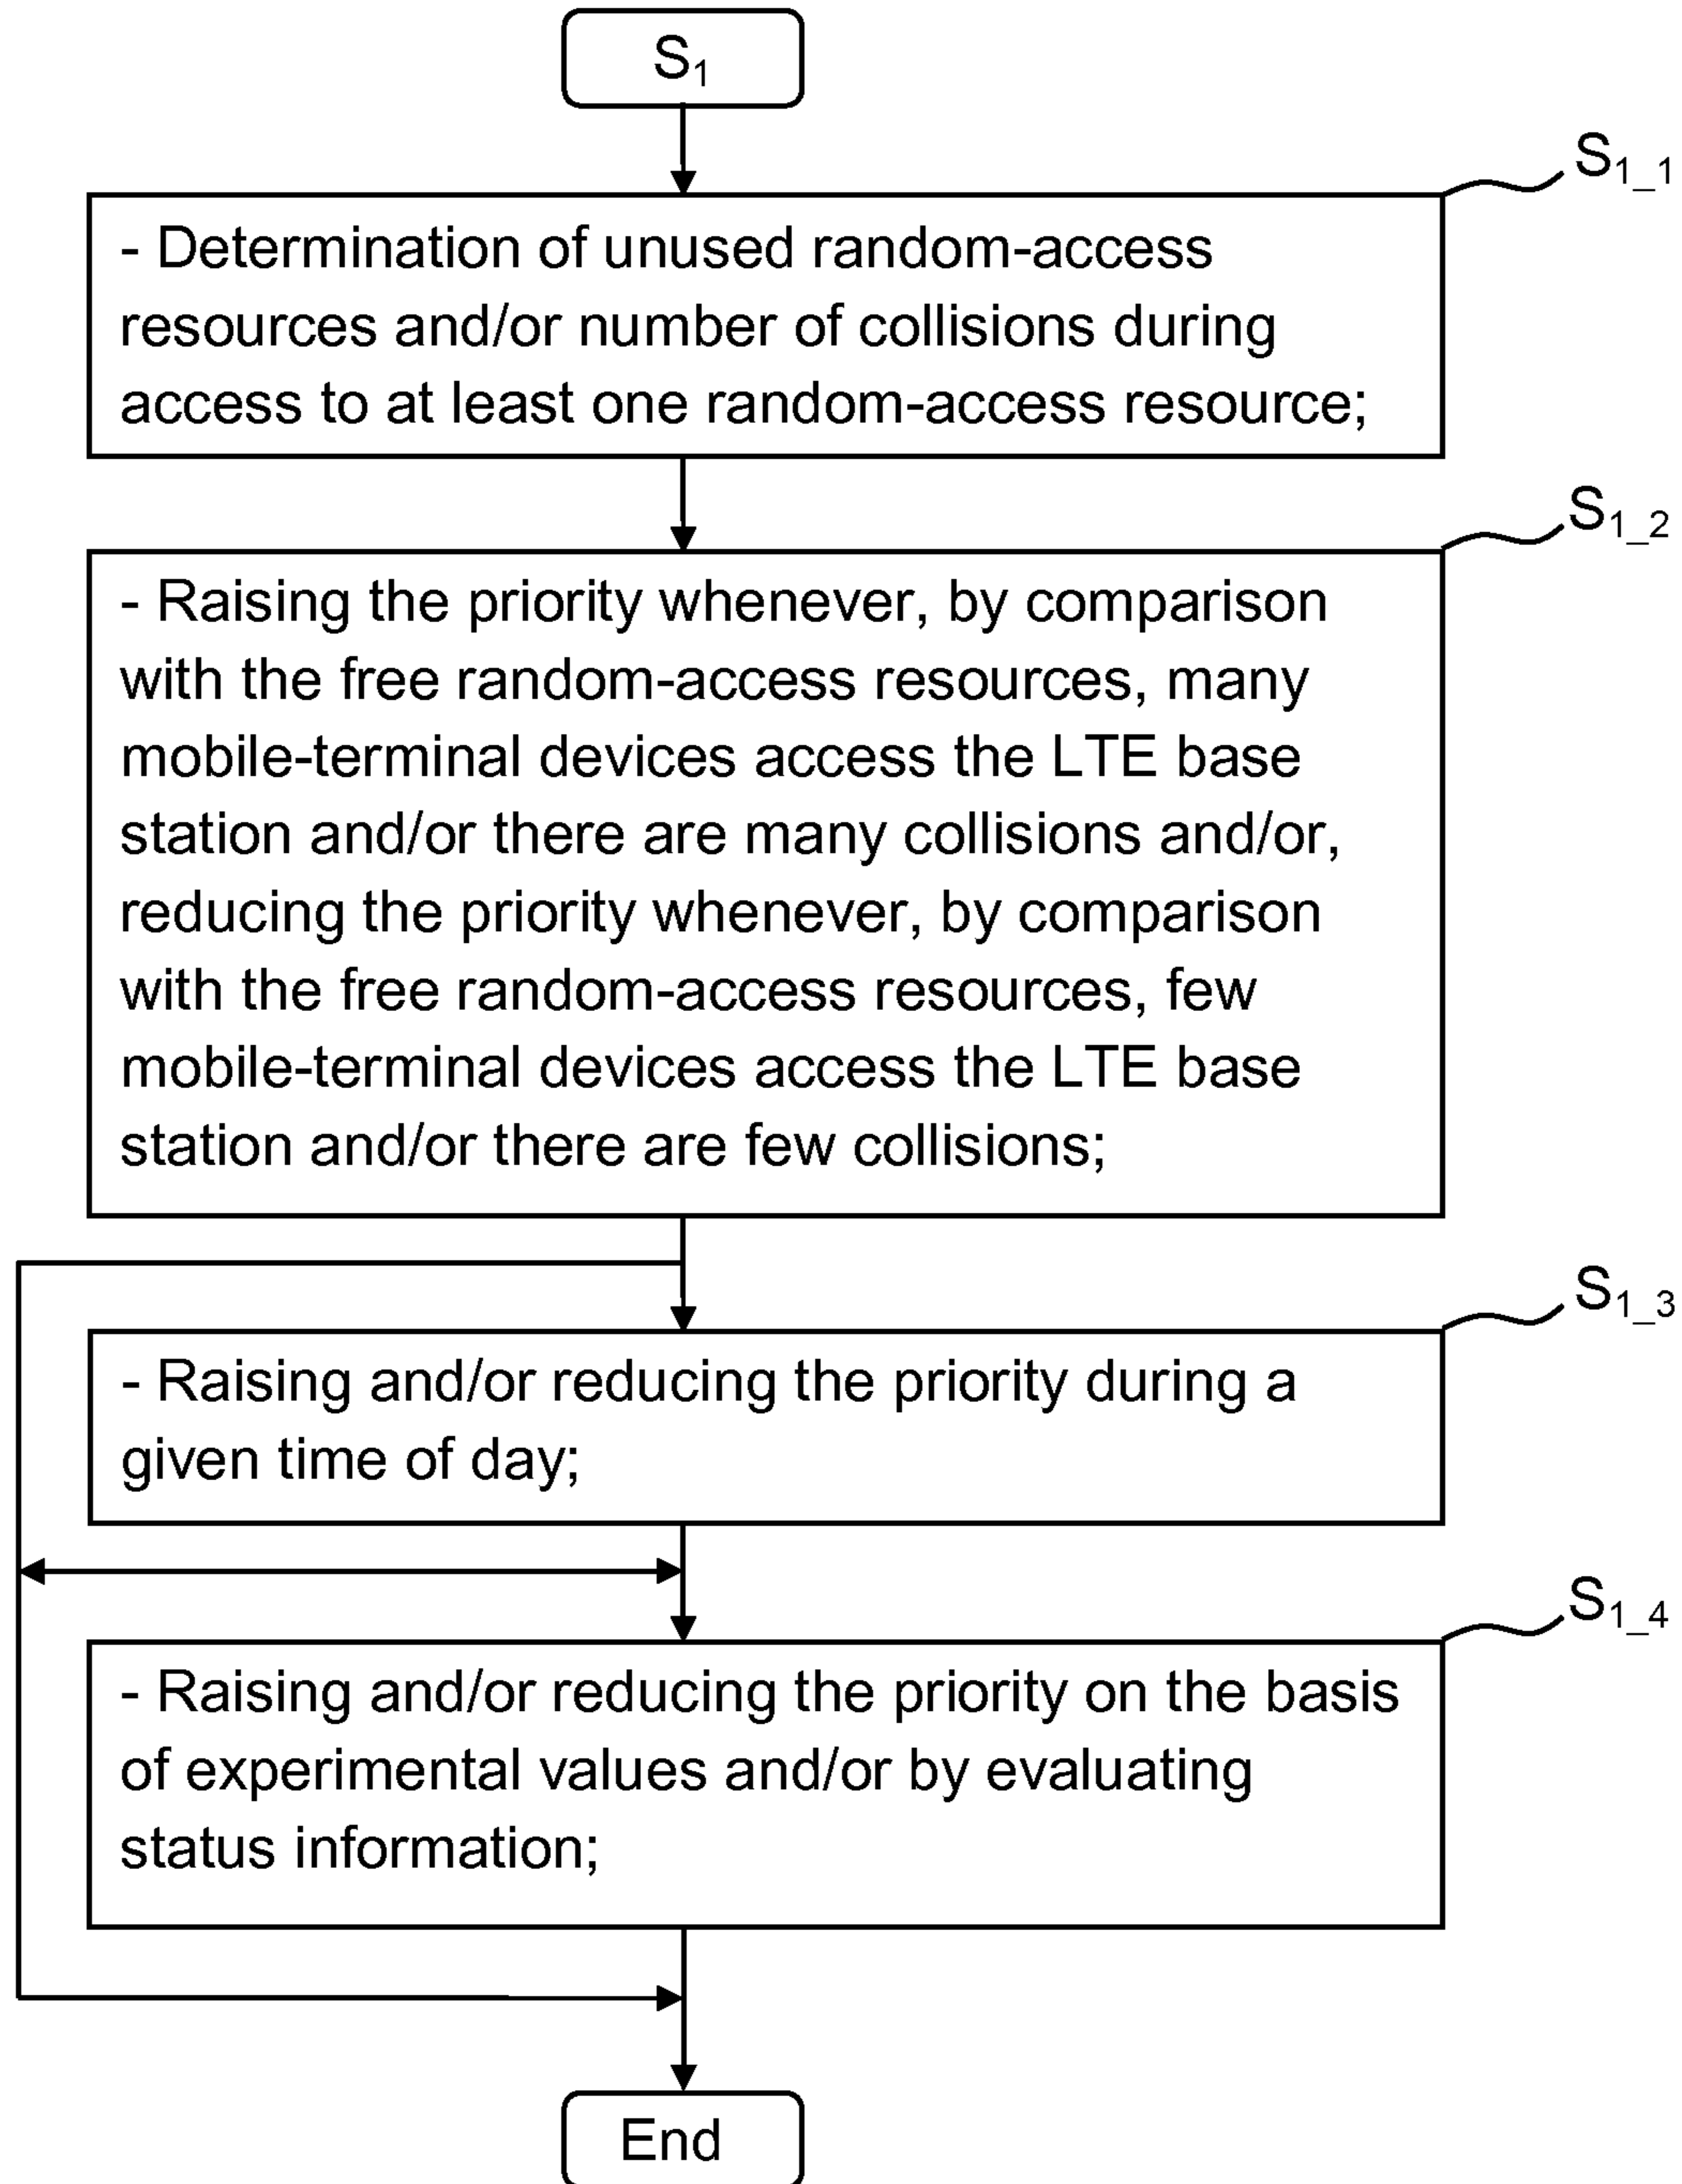 S1
S1_1
- Determination of unused random-access
resources and/or number of collisions during
access to at least one random-access resource;
S1_2
- Raising the priority whenever, by comparison
with the free random-access resources, many
mobile-terminal devices access the LTE base
station and/or there are many collisions and/or,
reducing the priority whenever, by comparison
with the free random-access resources, few
mobile-terminal devices access the LTE base
station and/or there are few collisions;
S1_3
- Raising and/or reducing the priority during a
given time of day;
S1_4
- Raising and/or reducing the priority on the basis
of experimental values and/or by evaluating
status information;
End